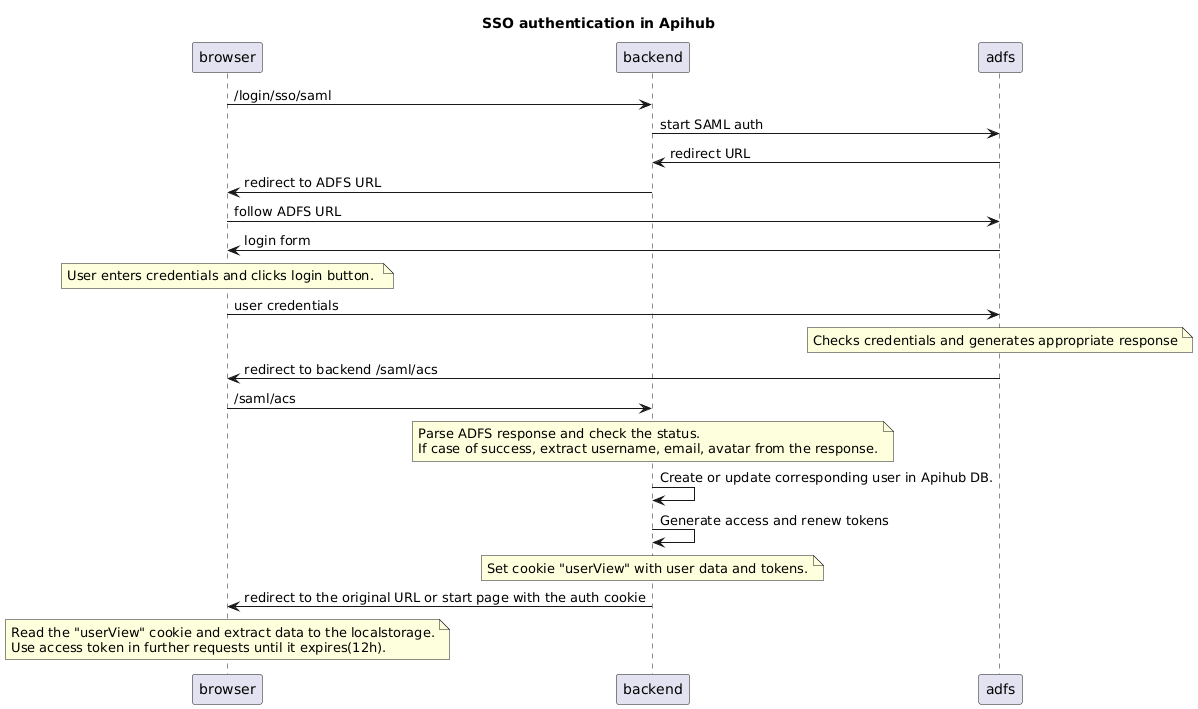 SSO authentication in Apihub
browser
backend
adfs
/login/sso/saml
start SAML auth
redirect URL
redirect to ADFS URL
follow ADFS URL
login form
User enters credentials and clicks login button.
user credentials
Checks credentials and generates appropriate response
redirect to backend /saml/acs
/saml/acs
Parse ADFS response and check the status.
If case of success, extract username, email, avatar from the response.
Create or update corresponding user in Apihub DB.
Generate access and renew tokens
Set cookie "userView" with user data and tokens.
redirect to the original URL or start page with the auth cookie
Read the "userView" cookie and extract data to the localstorage.
Use access token in further requests until it expires(12h).
browser
backend
adfs